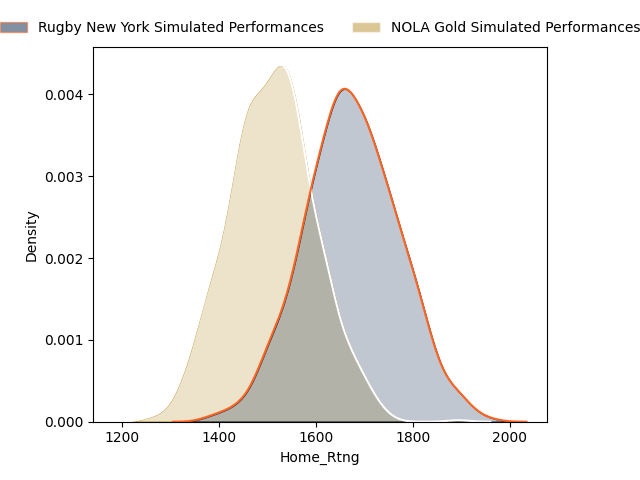 Rugby New York Simulated Performances NOLA Gold Simulated Performances
0.004
0.003
0.002
0.001
0.000
Density
1200 1400 1600 1800 2000
Home_Rtng